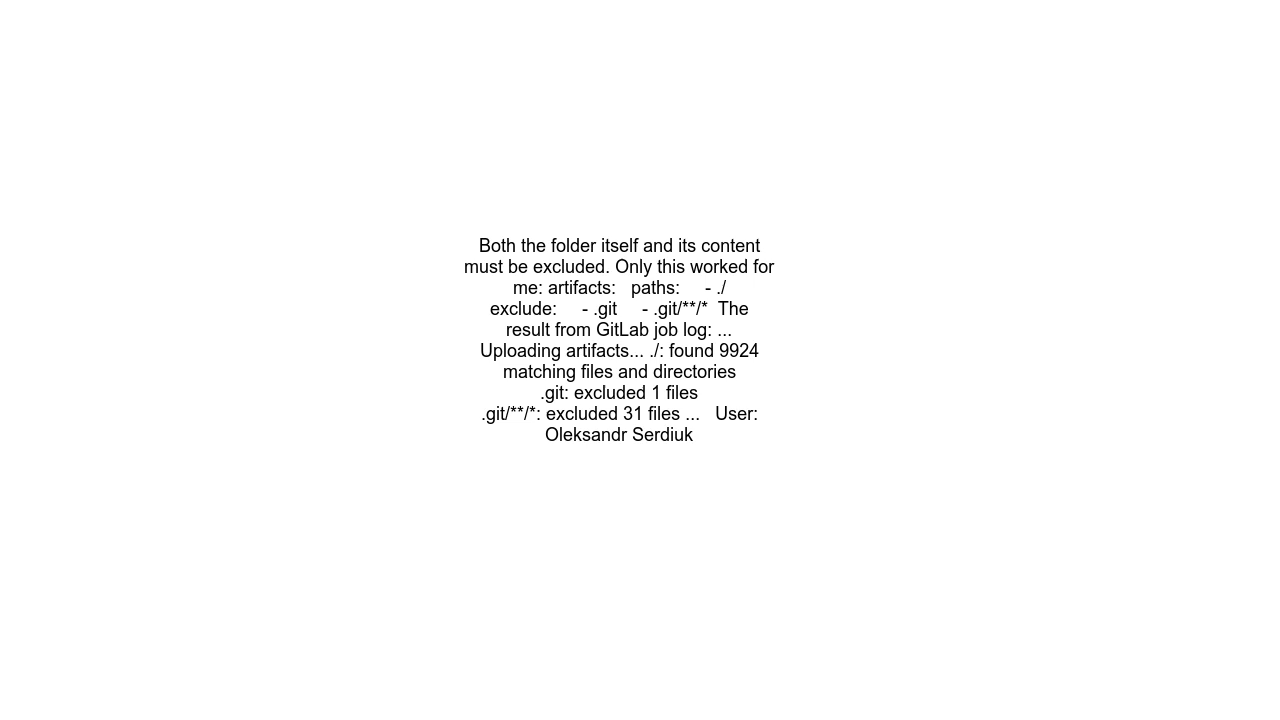 Both the folder itself and its content
must be excluded. Only this worked for
me: artifacts:   paths:     - ./
exclude:     - .git     - .git/**/*  The
result from GitLab job log: ...
Uploading artifacts... ./: found 9924
matching files and directories
.git: excluded 1 files
.git/**/*: excluded 31 files ...   User:
Oleksandr Serdiuk